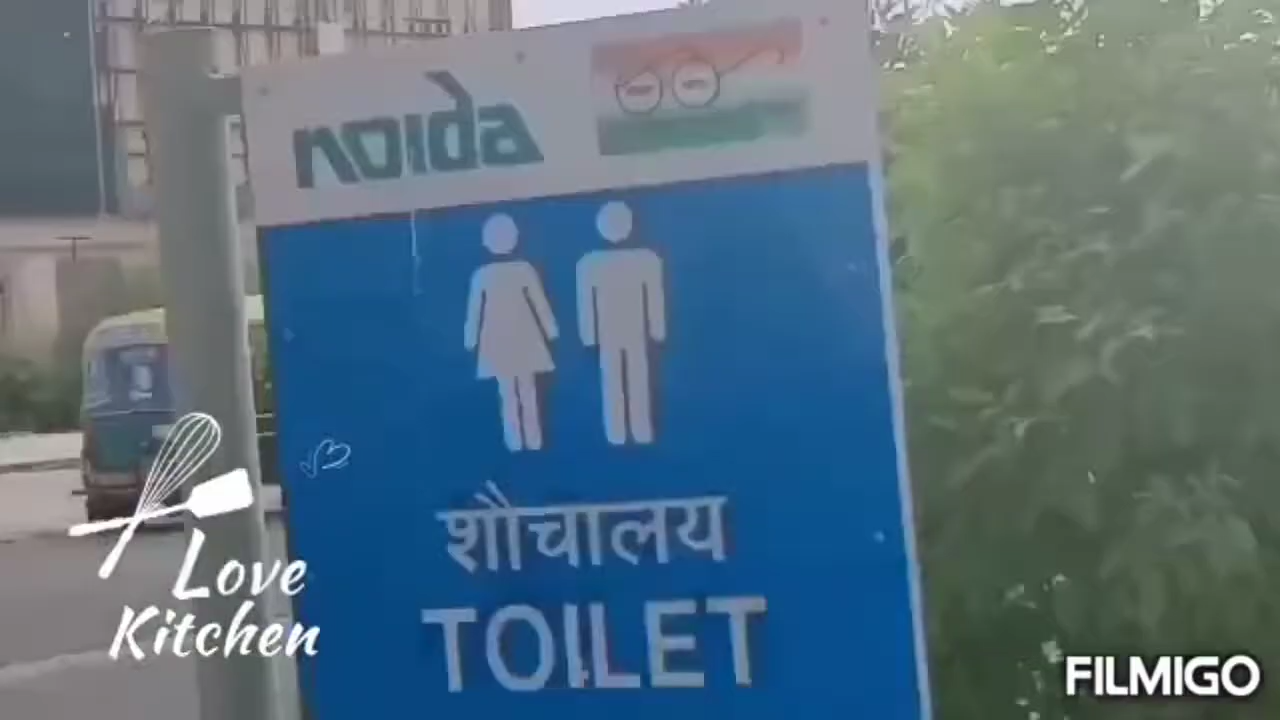 noida
शौचालय
TOILET
Love
Kitchen
FILMIGO